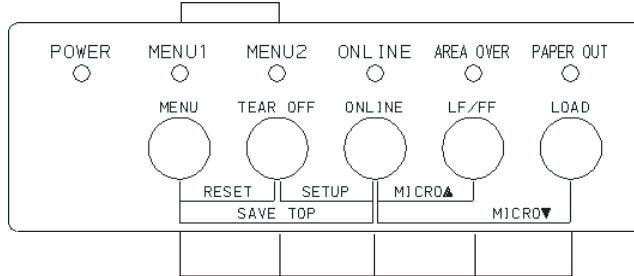 POWER MENU1 MENU2 ONLINE AREA OVER PAPER OUT
MENU TEAR OFF ONLINE LF/FF LOAD
RESET SETUP MICRO▲
SAVE TOP MICRO▼